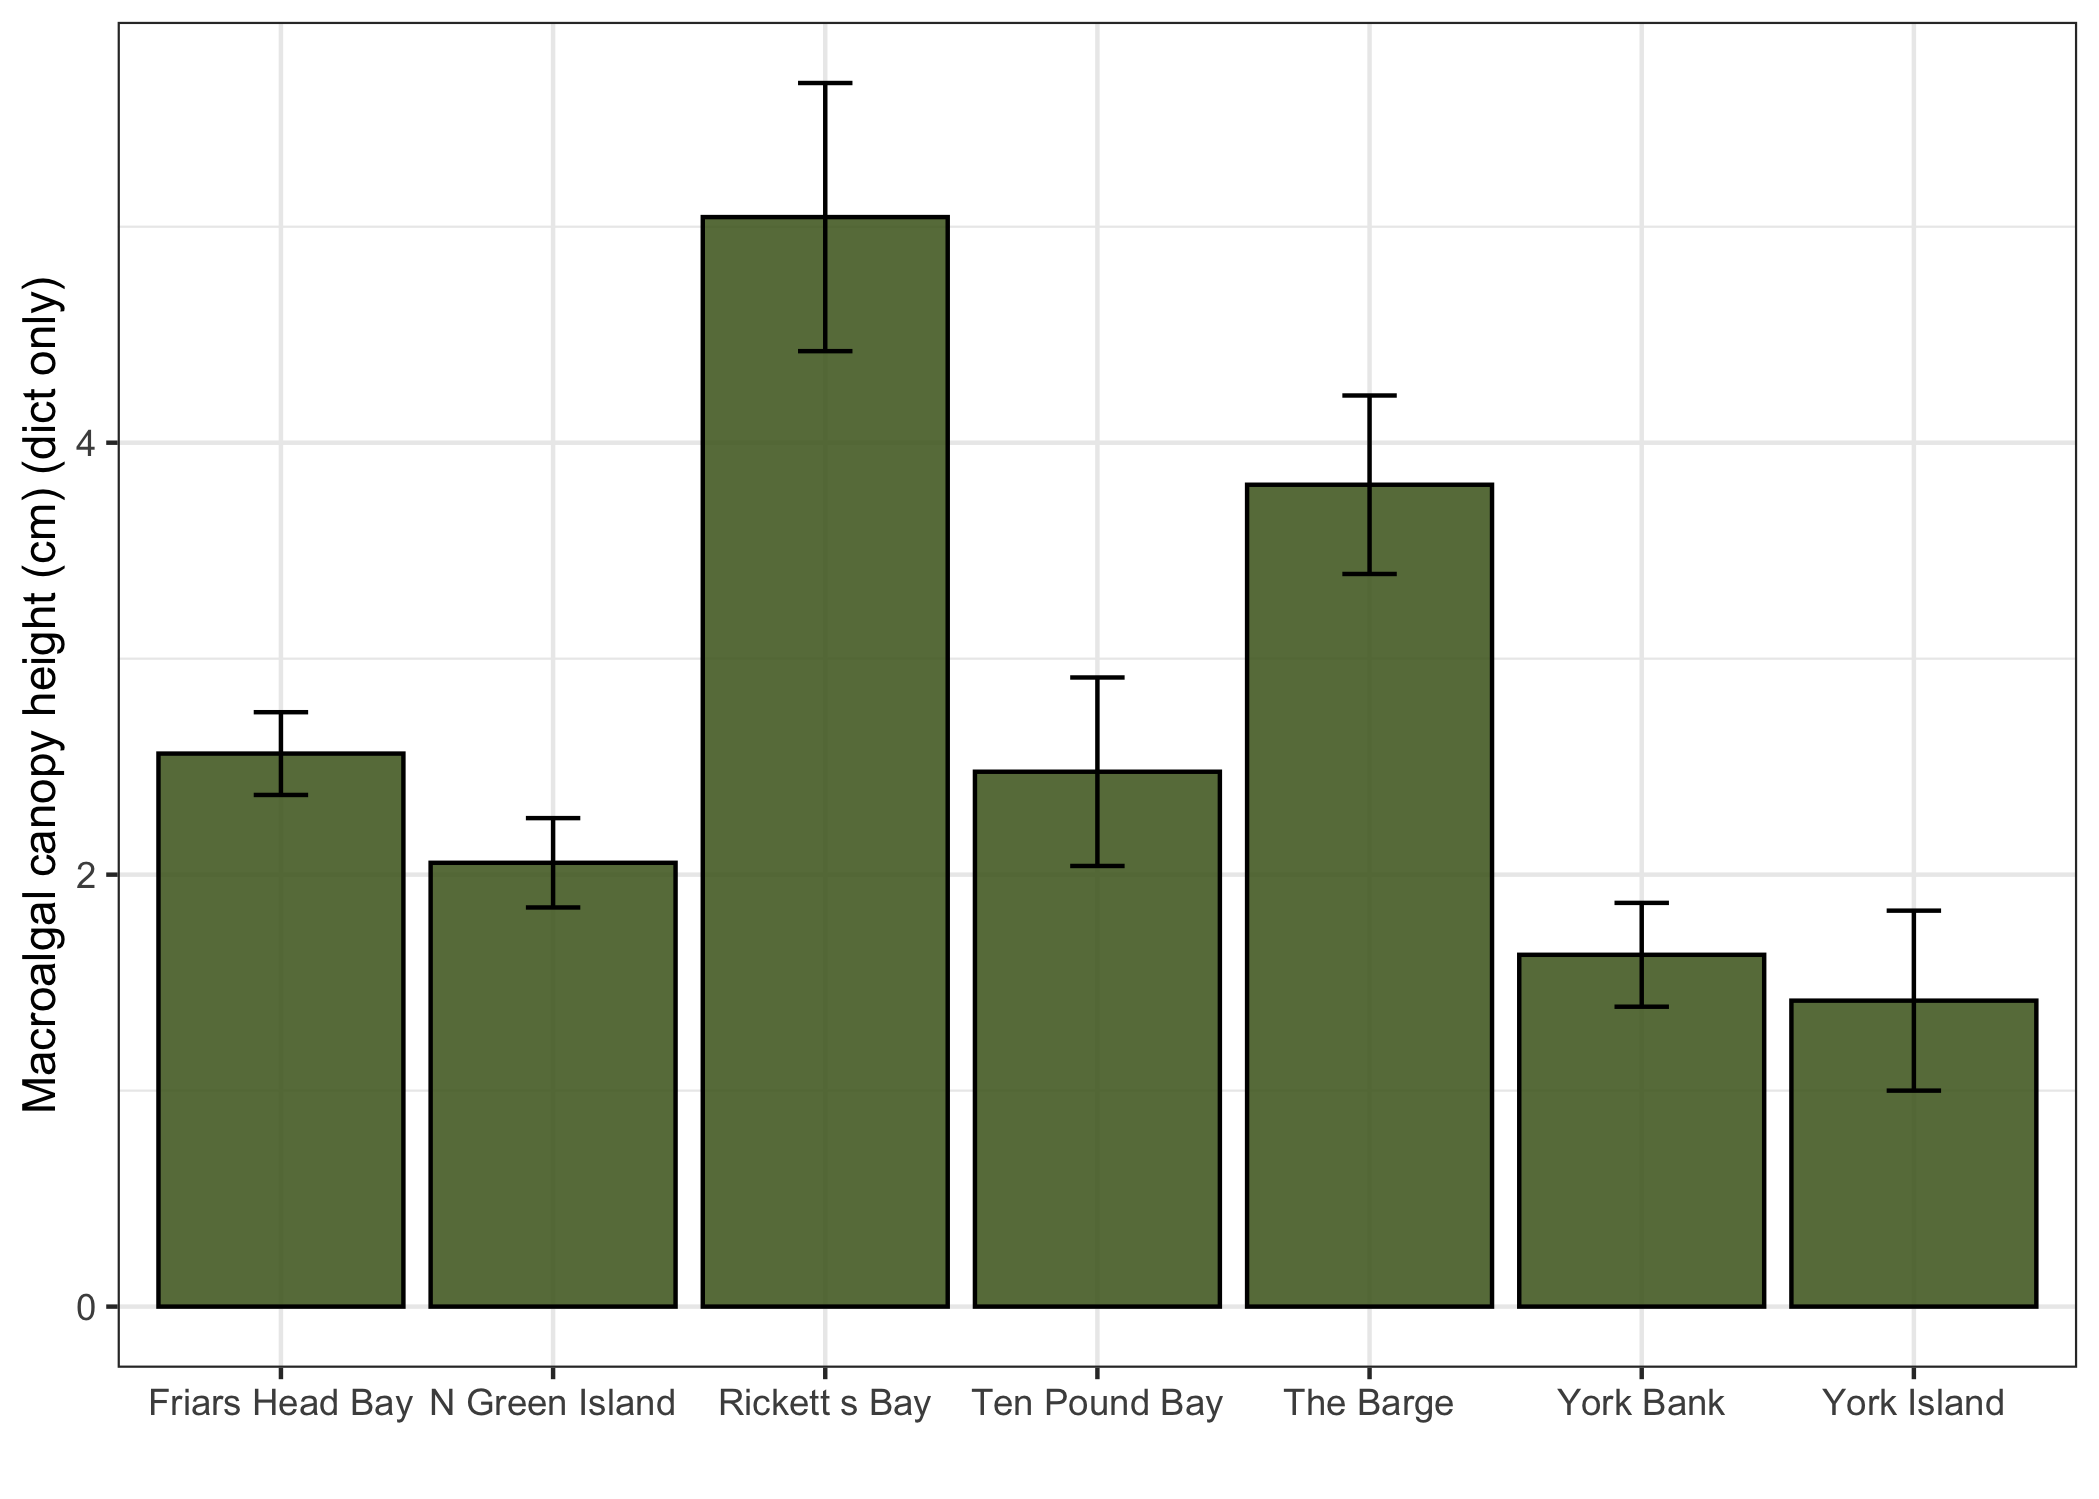 Macroalgal canopy height (cm) (dict only)
4
2
0
Friars Head Bay N Green Island Rickett s Bay Ten Pound Bay The Barge York Bank York Island